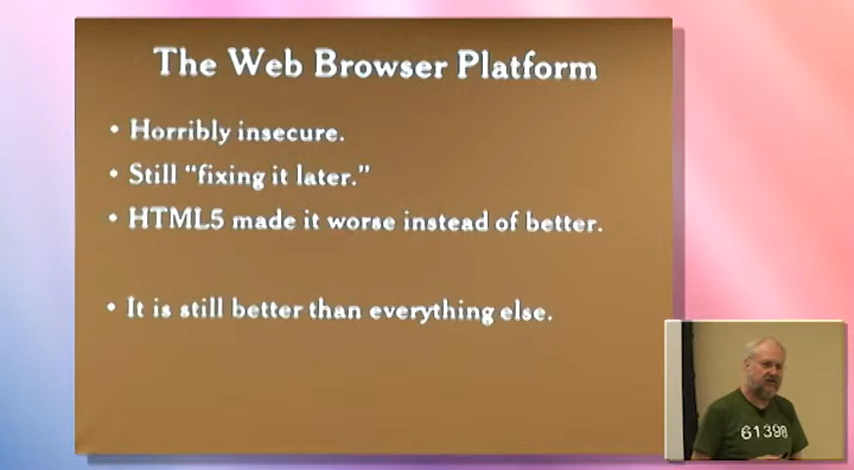 The Web Browser Platform
• Horribly insecure.
• Still “fixing it later.”
• HTML5 made it worse instead of better.
• It is still better than everything else.
61398